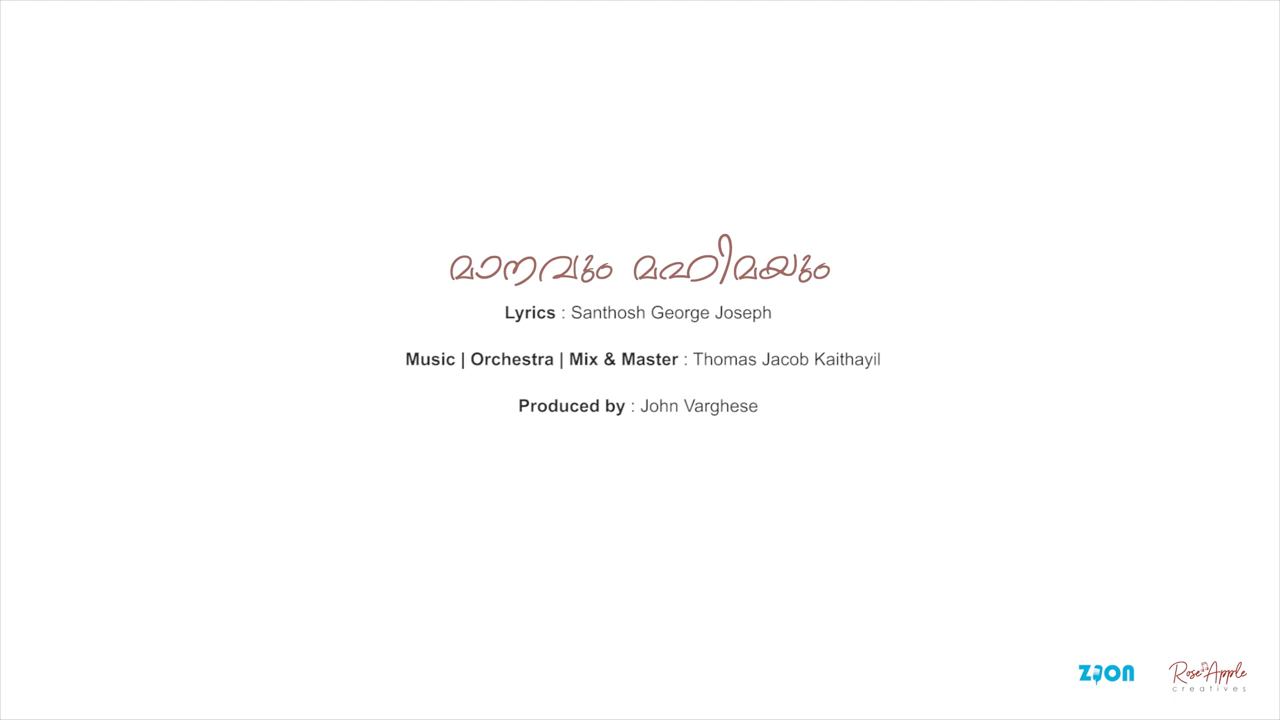 മാനവും മഹിമയും
Lyrics : Santhosh George Joseph
Music | Orchestra | Mix & Master : Thomas Jacob Kaithayil
Produced by : John Varghese
ZION
Rose Apple
creatives